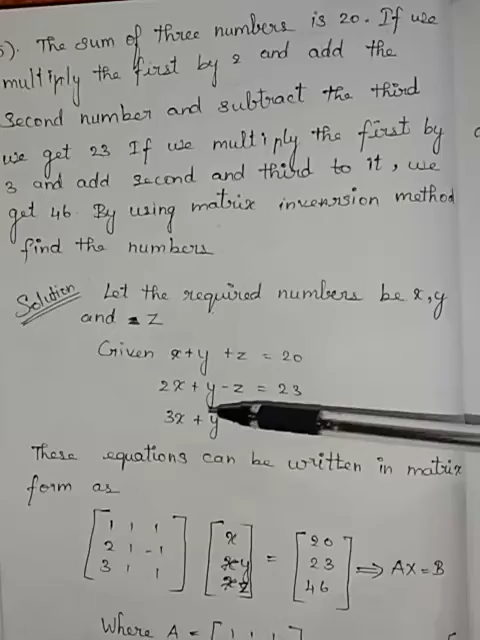 5). The sum of three numbers is 20. If we
multiply the first by 2 and add the
second number and subtract the third
we get 23 If we multiply the first by
3 and add second and third to it, we
get 46. By using matrix invenrsion method
find the numbers
Solution Let the required numbers be x, y
and z
Given x+y +z = 20
2x + y - z = 23
3x + y
These equations can be written in matrix
form as
[1 1 1 [x [20
2 1 -1 y = 23 ⟹ AX=B
3 1 1] z] 46]
Where A = [1 1 1]